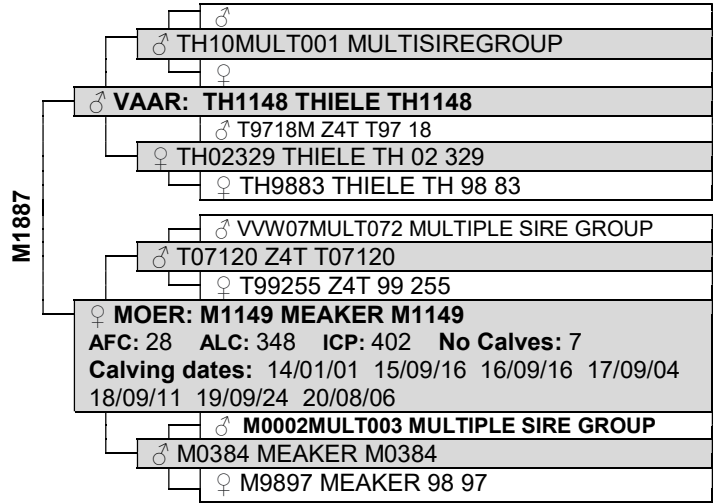 ♂
♂ TH10MULT001 MULTISIREGROUP
♀
♂ VAAR: TH1148 THIELE TH1148
♂ T9718M Z4T T97 18
♀ TH02329 THIELE TH 02 329
♀ TH9883 THIELE TH 98 83
M1887
♂ VVW07MULT072 MULTIPLE SIRE GROUP
♂ T07120 Z4T T07120
♀ T99255 Z4T 99 255
♀ MOER: M1149 MEAKER M1149
AFC: 28 ALC: 348 ICP: 402 No Calves: 7
Calving dates: 14/01/01 15/09/16 16/09/16 17/09/04
18/09/11 19/09/24 20/08/06
♂ M0002MULT003 MULTIPLE SIRE GROUP
♂ M0384 MEAKER M0384
♀ M9897 MEAKER 98 97